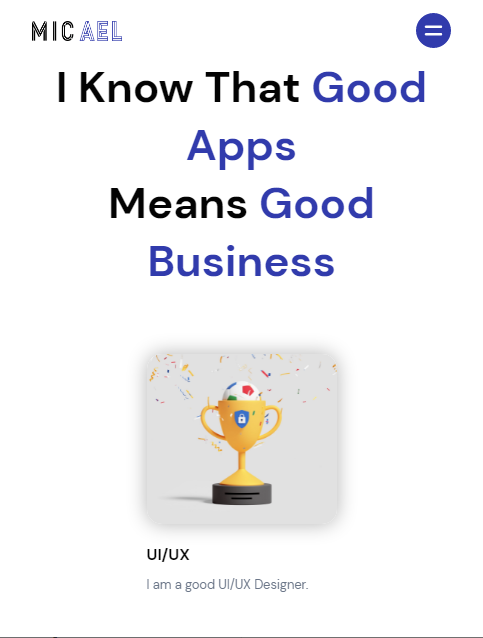 MICAEL
I Know That Good
Apps
Means Good
Business
UI/UX
I am a good UI/UX Designer.